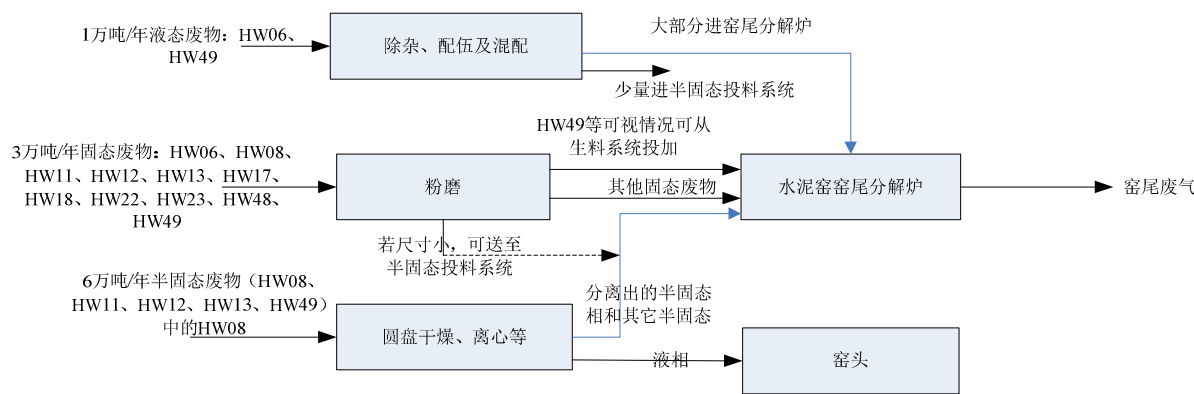 1万吨/年液态废物：HW06、
HW49
除杂、配伍及混配
大部分进窑尾分解炉
少量进半固态投料系统
3万吨/年固态废物：HW06、HW08、
HW11、HW12、HW13、HW17、
HW18、HW22、HW23、HW48、
HW49
粉磨
HW49等可视情况可从
生料系统投加
其他固态废物
水泥窑窑尾分解炉
窑尾废气
若尺寸小，可送至
半固态投料系统
6万吨/年半固态废物（HW08、
HW11、HW12、HW13、HW49）
中的HW08
圆盘干燥、离心等
分离出的半固态
相和其它半固态
液相
窑头